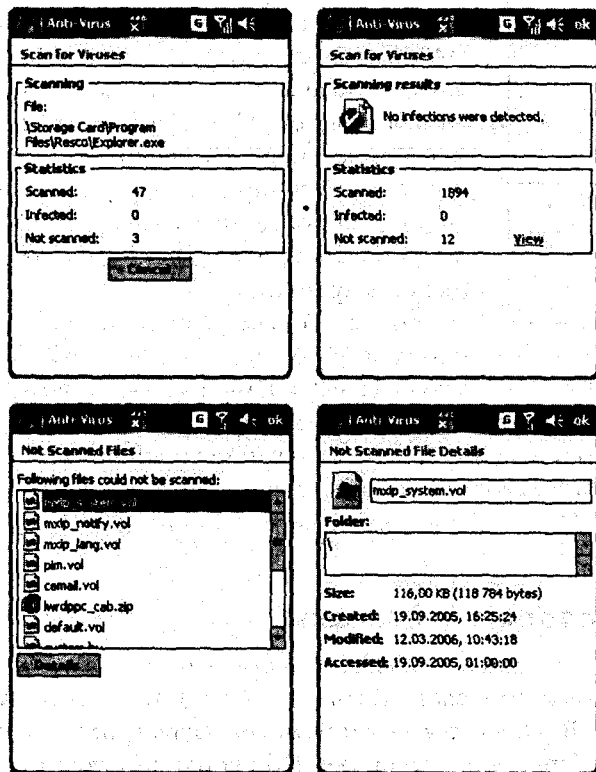 Anti-Virus G
Scan for Viruses
Scanning
File:
\Storage Card\Program
Files\Resco\Explorer.exe
Statistics
Scanned: 47
Infected: 0
Not scanned: 3
Anti-Virus G ok
Scan for Viruses
Scanning results
No infections were detected.
Statistics
Scanned: 1894
Infected: 0
Not scanned: 12 View
Anti-Virus G ok
Not Scanned Files
Following files could not be scanned:
mxip_system.vol
mxip_notify.vol
mxip_lang.vol
pim.vol
cemail.vol
lwrdppc_cab.zip
default.vol
Anti-Virus G ok
Not Scanned File Details
mxip_system.vol
Folder:
\
Size: 116,00 KB (118 784 bytes)
Created: 19.09.2005, 16:25:24
Modified: 12.03.2006, 10:43:18
Accessed: 19.09.2005, 01:00:00